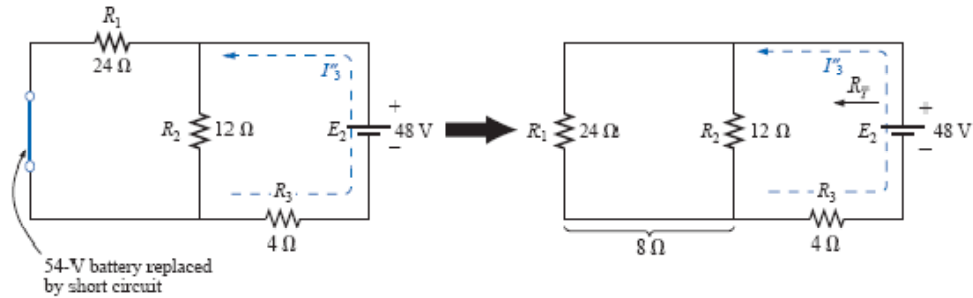 R₁
24 Ω
I″₃
R₂
12 Ω
E₂
+
48 V
−
R₃
4 Ω
54-V battery replaced
by short circuit
I″₃
R_T
R₁
24 Ω
R₂
12 Ω
E₂
+
48 V
−
R₃
8 Ω
4 Ω